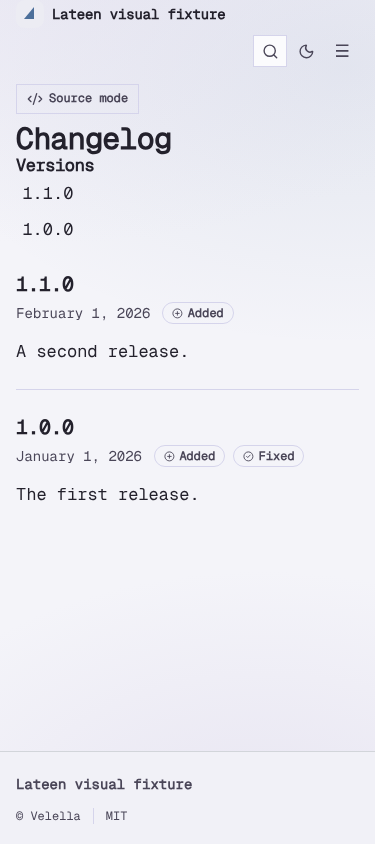 Lateen visual fixture
Source mode
Changelog
Versions
1.1.0
1.0.0
1.1.0
February 1, 2026 Added
A second release.
1.0.0
January 1, 2026 Added Fixed
The first release.
Lateen visual fixture
© Velella MIT